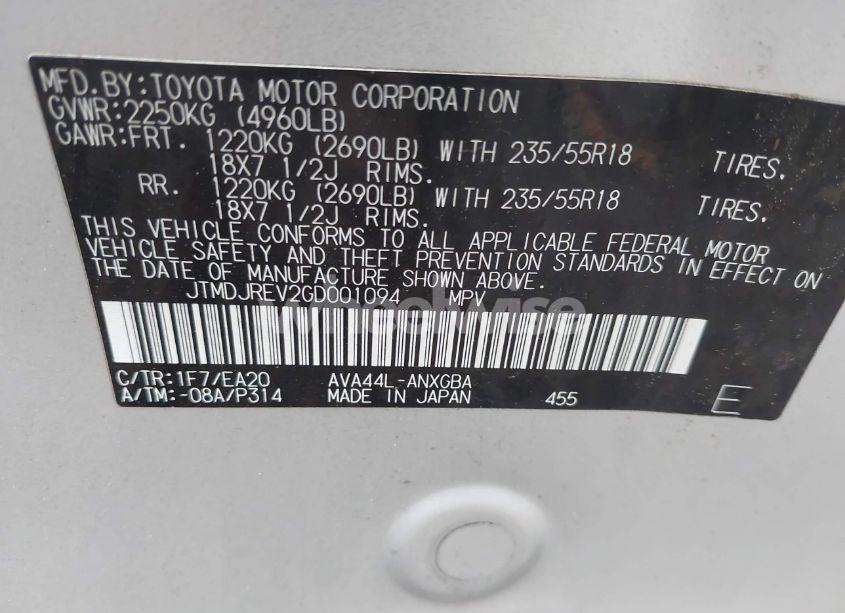 MFD.BY:TOYOTA MOTOR CORPORATION
GVWR:2250KG (4960LB)
GAWR:FRT. 1220KG (2690LB) WITH 235/55R18 TIRES.
18X7 1/2J RIMS.
RR. 1220KG (2690LB) WITH 235/55R18 TIRES.
18X7 1/2J RIMS.
THIS VEHICLE CONFORMS TO ALL APPLICABLE FEDERAL MOTOR
VEHICLE SAFETY AND THEFT PREVENTION STANDARDS IN EFFECT ON
THE DATE OF MANUFACTURE SHOWN ABOVE.
JTMDJREV2GD001094 MPV
wheelwise
C/TR:1F7/EA20 AVA44L-ANXGBA
A/TM:-08A/P314 MADE IN JAPAN 455 E